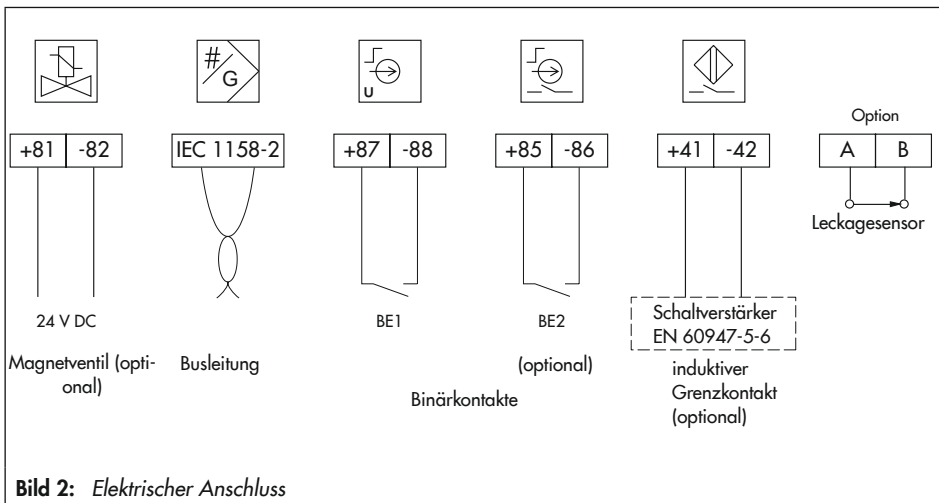 #
G
U
Option
+81 -82
IEC 1158-2
+87 -88
+85 -86
+41 -42
A B
Leckagesensor
24 V DC
BE1
BE2
Schaltverstärker
EN 60947-5-6
Magnetventil (opti-
onal)
Busleitung
(optional)
Binärkontakte
induktiver
Grenzkontakt
(optional)
Bild 2: Elektrischer Anschluss